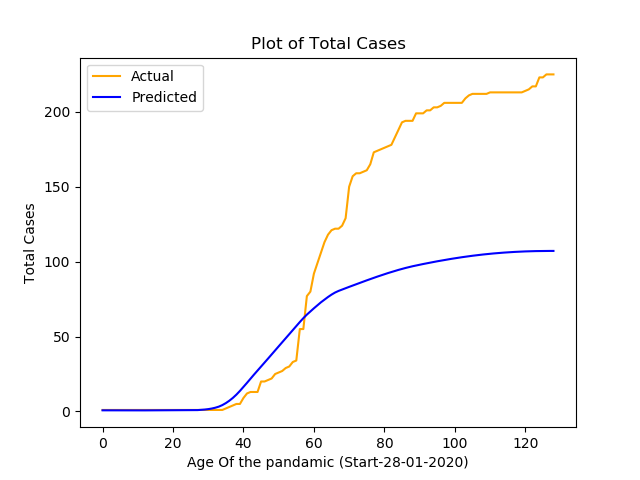 Plot of Total Cases
Actual
Predicted
Total Cases
200
150
100
50
0
0 20 40 60 80 100 120
Age Of the pandamic (Start-28-01-2020)